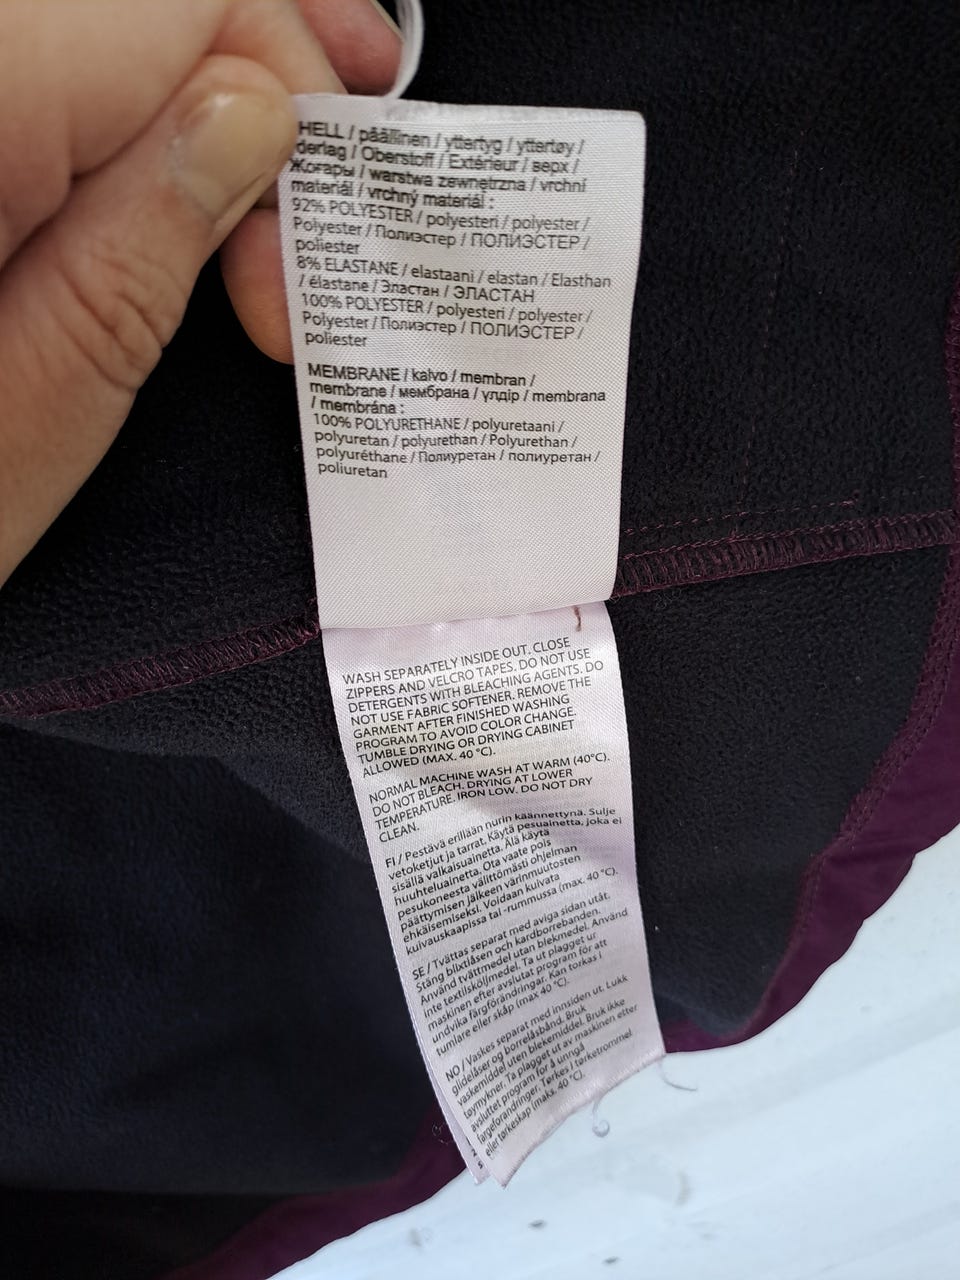 HELL / päällinen / yttertyg / yttertøy /
derlag / Oberstoff / Extérieur / верх /
Жоғары / warstwa zewnętrzna / vrchní
materiál / vrchný materiál :
92% POLYESTER / polyesteri / polyester /
Polyester / Полиэстер / ПОЛИЭСТЕР /
poliester
8% ELASTANE / elastaani / elastan / Elasthan
/ élastane / Эластан / ЭЛАСТАН
100% POLYESTER / polyesteri / polyester /
Polyester / Полиэстер / ПОЛИЭСТЕР /
poliester
MEMBRANE / kalvo / membran /
membrane / мембрана / үлдір / membrana
/ membrána :
100% POLYURETHANE / polyuretaani /
polyuretan / polyurethan / Polyurethan /
polyuréthane / Полиуретан / полиуретан /
poliuretan
WASH SEPARATELY INSIDE OUT. CLOSE
ZIPPERS AND VELCRO TAPES. DO NOT USE
DETERGENTS WITH BLEACHING AGENTS. DO
NOT USE FABRIC SOFTENER. REMOVE THE
GARMENT AFTER FINISHED WASHING
PROGRAM TO AVOID COLOR CHANGE.
TUMBLE DRYING OR DRYING CABINET
ALLOWED (MAX. 40 °C).
NORMAL MACHINE WASH AT WARM (40°C).
DO NOT BLEACH. DRYING AT LOWER
TEMPERATURE. IRON LOW. DO NOT DRY
CLEAN.
FI / Pestävä erillään nurin käännettynä. Sulje
vetoketjut ja tarrat. Käytä pesuainetta, joka ei
sisällä valkaisuainetta. Älä käytä
huuhteluainetta. Ota vaate pois
pesukoneesta välittömästi ohjelman
päättymisen jälkeen värinmuutosten
ehkäisemiseksi. Voidaan kuivata
kuivauskaapissa tai -rummussa (max. 40 °C).
SE / Tvättas separat med aviga sidan utåt.
Stäng blixtlåsen och kardborrebanden.
Använd tvättmedel utan blekmedel. Använd
inte textilsköljmedel. Ta ut plagget ur
maskinen efter avslutat program för att
undvika färgförändringar. Kan torkas i
tumlare eller skåp (max 40 °C).
NO / Vaskes separat med innsiden ut. Lukk
glidelåser og borrelåsbånd. Bruk
vaskemiddel uten blekemiddel. Bruk ikke
tøymykner. Ta plagget ut av maskinen etter
avsluttet program for å unngå
fargeforandringer. Tørkes i tørketrommel
eller tørkeskap (maks. 40 °C).